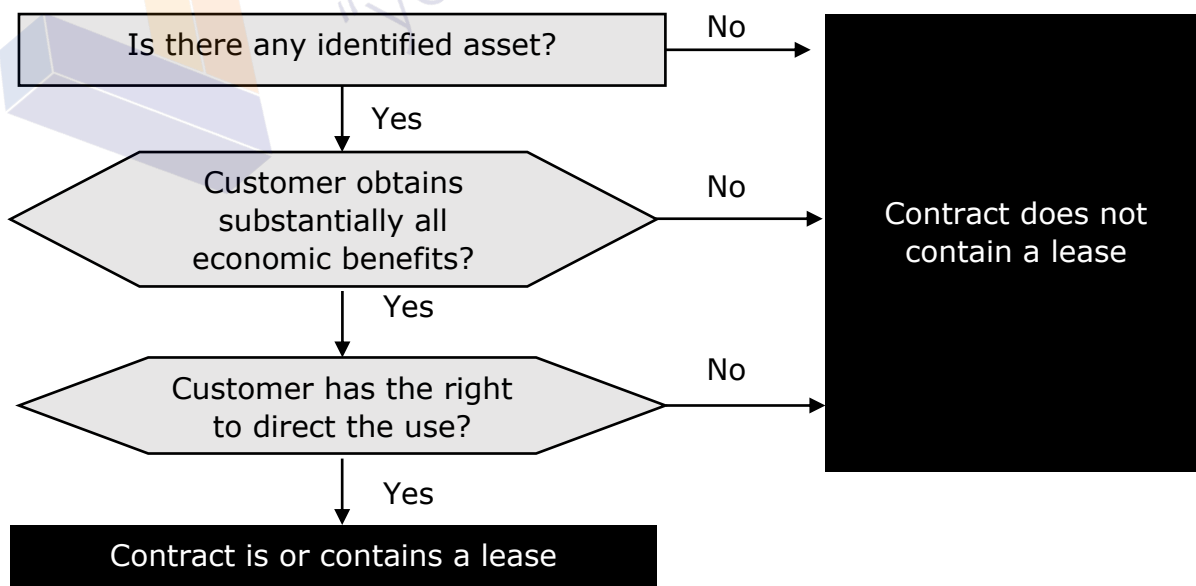 Is there any identified asset?
No
Yes
Customer obtains
substantially all
economic benefits?
No
Contract does not
contain a lease
Yes
Customer has the right
to direct the use?
No
Yes
Contract is or contains a lease